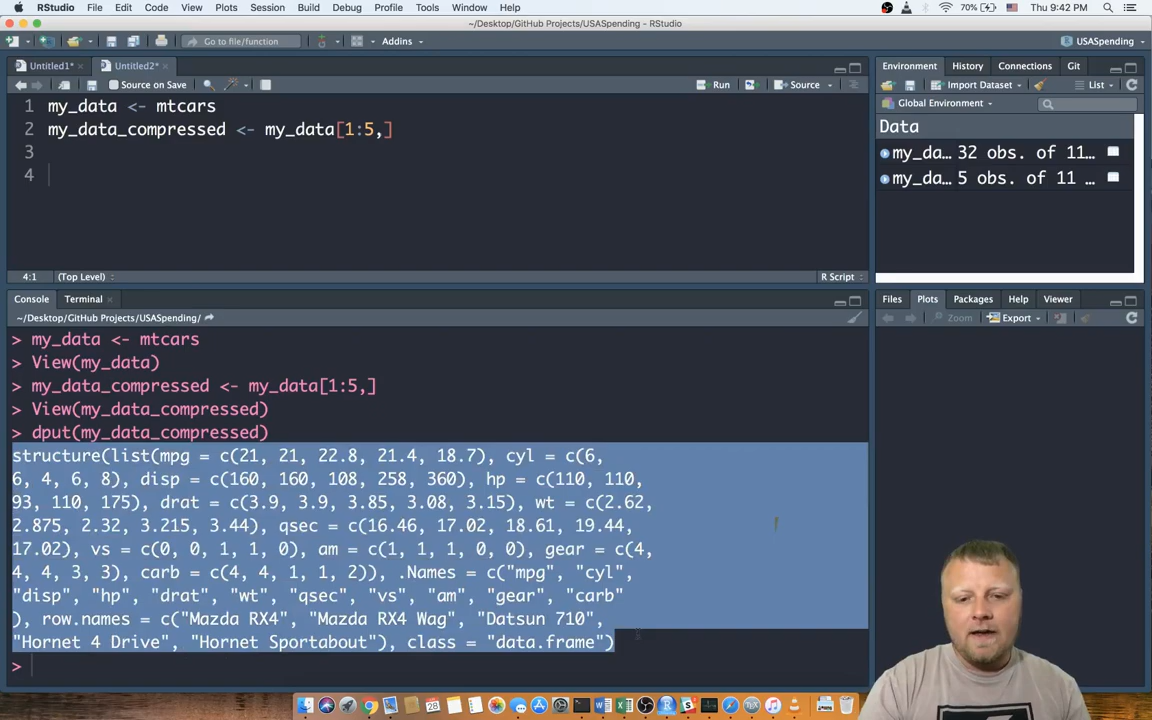 RStudio File Edit Code View Plots Session Build Debug Profile Tools Window Help 70% Thu 9:42 PM
~/Desktop/GitHub Projects/USASpending - RStudio
Go to file/function Addins USASpending
Untitled1* Untitled2*
Source on Save Run Source
1 my_data <- mtcars
2 my_data_compressed <- my_data[1:5,]
3
4
4:1 (Top Level) R Script
Console Terminal
~/Desktop/GitHub Projects/USASpending/
> my_data <- mtcars
> View(my_data)
> my_data_compressed <- my_data[1:5,]
> View(my_data_compressed)
> dput(my_data_compressed)
structure(list(mpg = c(21, 21, 22.8, 21.4, 18.7), cyl = c(6,
6, 4, 6, 8), disp = c(160, 160, 108, 258, 360), hp = c(110, 110,
93, 110, 175), drat = c(3.9, 3.9, 3.85, 3.08, 3.15), wt = c(2.62,
2.875, 2.32, 3.215, 3.44), qsec = c(16.46, 17.02, 18.61, 19.44,
17.02), vs = c(0, 0, 1, 1, 0), am = c(1, 1, 1, 0, 0), gear = c(4,
4, 4, 3, 3), carb = c(4, 4, 1, 1, 2)), .Names = c("mpg", "cyl",
"disp", "hp", "drat", "wt", "qsec", "vs", "am", "gear", "carb"
), row.names = c("Mazda RX4", "Mazda RX4 Wag", "Datsun 710",
"Hornet 4 Drive", "Hornet Sportabout"), class = "data.frame")
>
Environment History Connections Git
Import Dataset List
Global Environment
Data
my_da… 32 obs. of 11…
my_da… 5 obs. of 11 …
Files Plots Packages Help Viewer
Zoom Export